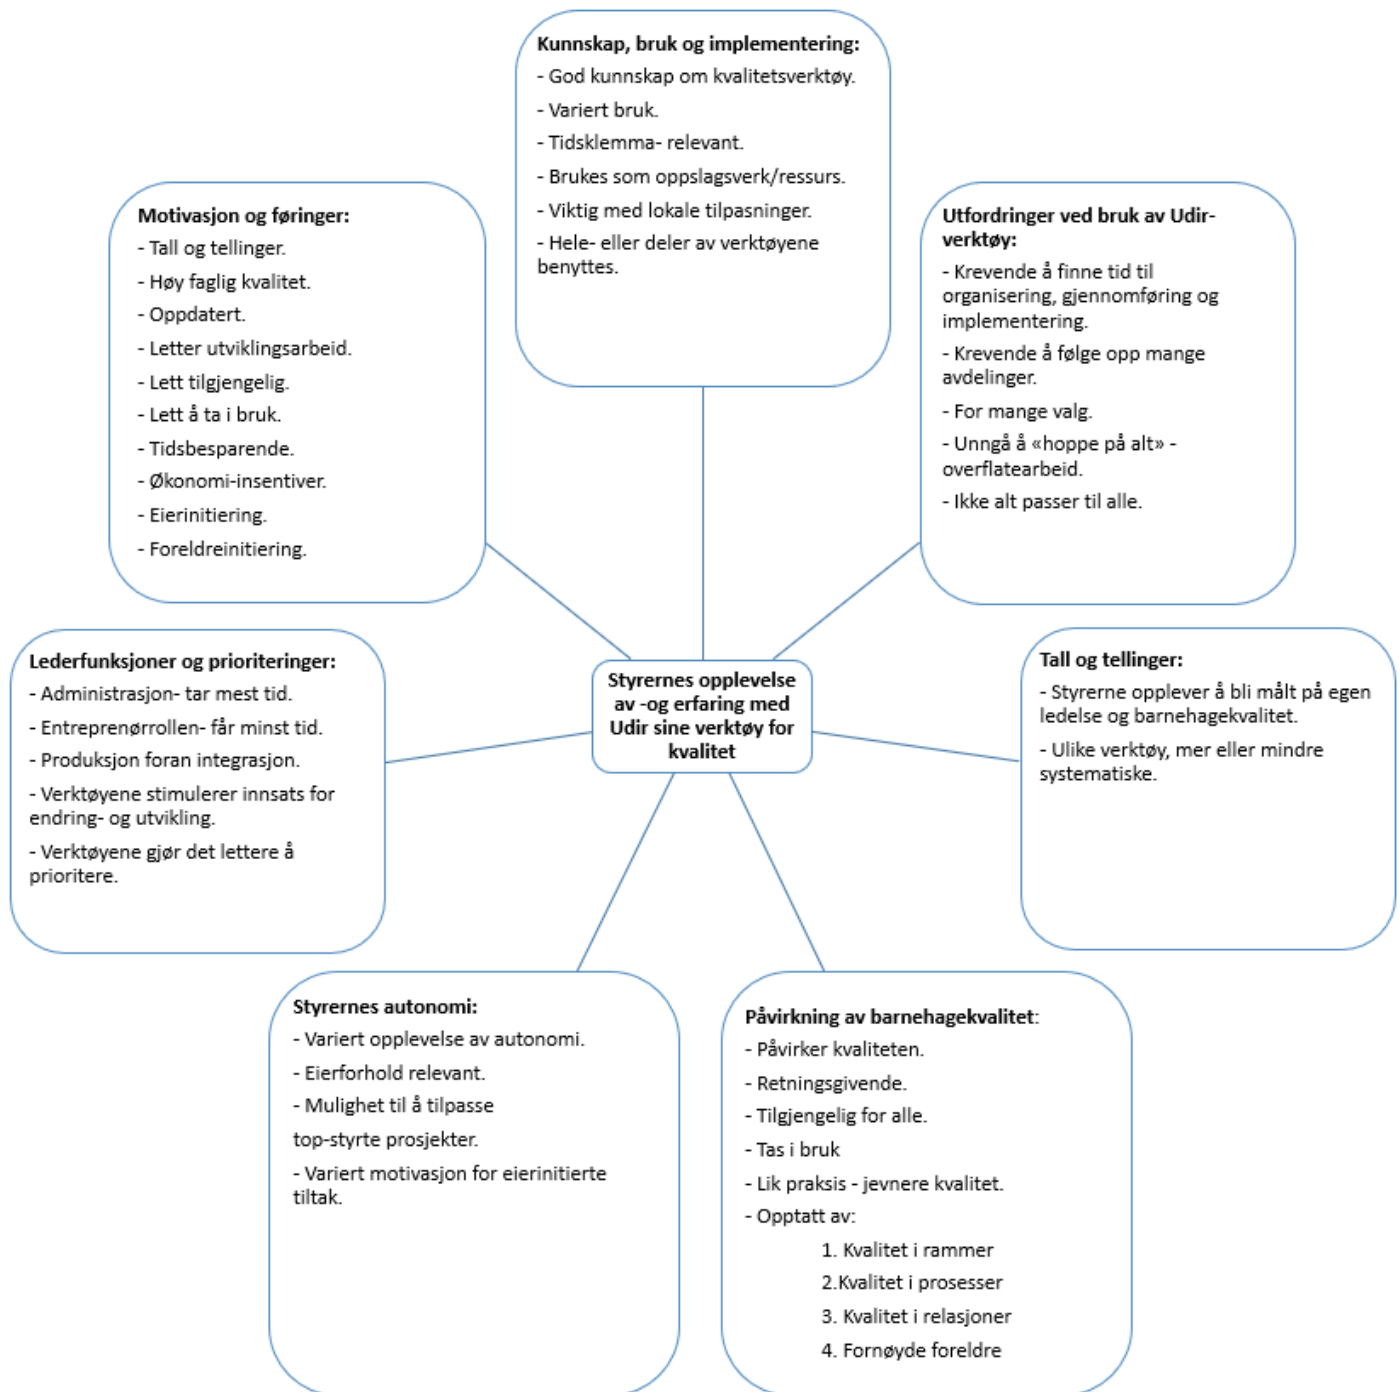 Kunnskap, bruk og implementering:
- God kunnskap om kvalitetsverktøy.
- Variert bruk.
- Tidsklemma- relevant.
- Brukes som oppslagsverk/ressurs.
- Viktig med lokale tilpasninger.
- Hele- eller deler av verktøyene
benyttes.
Motivasjon og føringer:
- Tall og tellinger.
- Høy faglig kvalitet.
- Oppdatert.
- Letter utviklingsarbeid.
- Lett tilgjengelig.
- Lett å ta i bruk.
- Tidsbesparende.
- Økonomi-insentiver.
- Eierinitiering.
- Foreldreinitiering.
Utfordringer ved bruk av Udir-
verktøy:
- Krevende å finne tid til
organisering, gjennomføring og
implementering.
- Krevende å følge opp mange
avdelinger.
- For mange valg.
- Unngå å «hoppe på alt» -
overflatearbeid.
- Ikke alt passer til alle.
Lederfunksjoner og prioriteringer:
- Administrasjon- tar mest tid.
- Entreprenørrollen- får minst tid.
- Produksjon foran integrasjon.
- Verktøyene stimulerer innsats for
endring- og utvikling.
- Verktøyene gjør det lettere å
prioritere.
Styrernes opplevelse
av -og erfaring med
Udir sine verktøy for
kvalitet
Tall og tellinger:
- Styrerne opplever å bli målt på egen
ledelse og barnehagekvalitet.
- Ulike verktøy, mer eller mindre
systematiske.
Styrernes autonomi:
- Variert opplevelse av autonomi.
- Eierforhold relevant.
- Mulighet til å tilpasse
top-styrte prosjekter.
- Variert motivasjon for eierinitierte
tiltak.
Påvirkning av barnehagekvalitet:
- Påvirker kvaliteten.
- Retningsgivende.
- Tilgjengelig for alle.
- Tas i bruk
- Lik praksis - jevnere kvalitet.
- Opptatt av:
1. Kvalitet i rammer
2.Kvalitet i prosesser
3. Kvalitet i relasjoner
4. Fornøyde foreldre